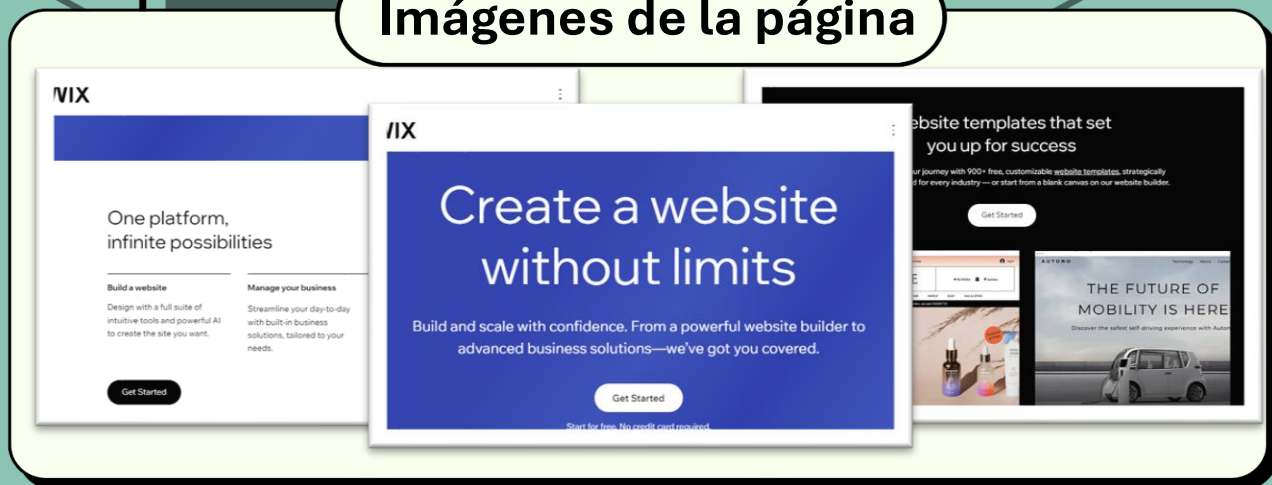 Imágenes de la página
WIX
One platform,
infinite possibilities
Build a website
Design with a full suite of
intuitive tools and powerful AI
to create the site you want.
Manage your business
Streamline your day-to-day
with built-in business
solutions, tailored to your
needs.
Get Started
WIX
Create a website
without limits
Build and scale with confidence. From a powerful website builder to
advanced business solutions—we've got you covered.
Get Started
Start for free. No credit card required.
ebsite templates that set
you up for success
ur journey with 900+ free, customizable website templates, strategically
d for every industry — or start from a blank canvas on our website builder.
Get Started
AUTORO
Technology About
THE FUTURE OF
MOBILITY IS HERE
Discover the safest self-driving experience with Autor